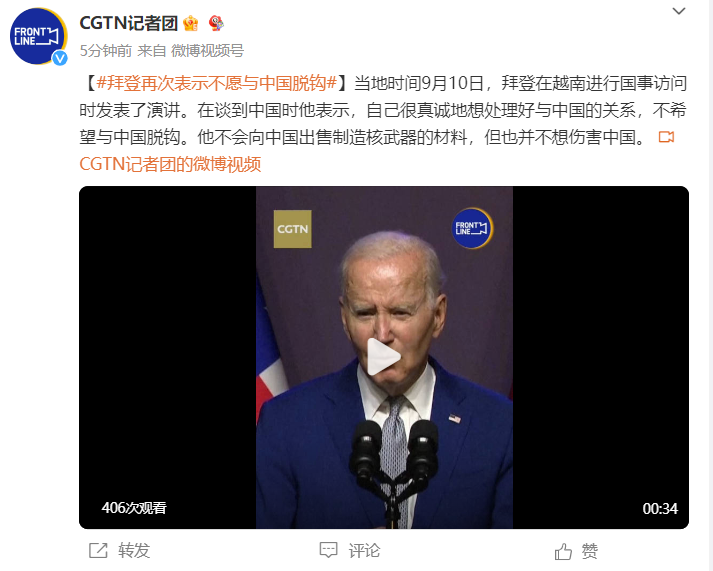 FRONT
LINE
CGTN记者团
5分钟前 来自 微博视频号
【#拜登再次表示不愿与中国脱钩#】当地时间9月10日，拜登在越南进行国事访问
时发表了演讲。在谈到中国时他表示，自己很真诚地想处理好与中国的关系，不希
望与中国脱钩。他不会向中国出售制造核武器的材料，但也并不想伤害中国。
CGTN记者团的微博视频
CGTN
FRONT
LINE
406次观看
00:34
转发
评论
赞